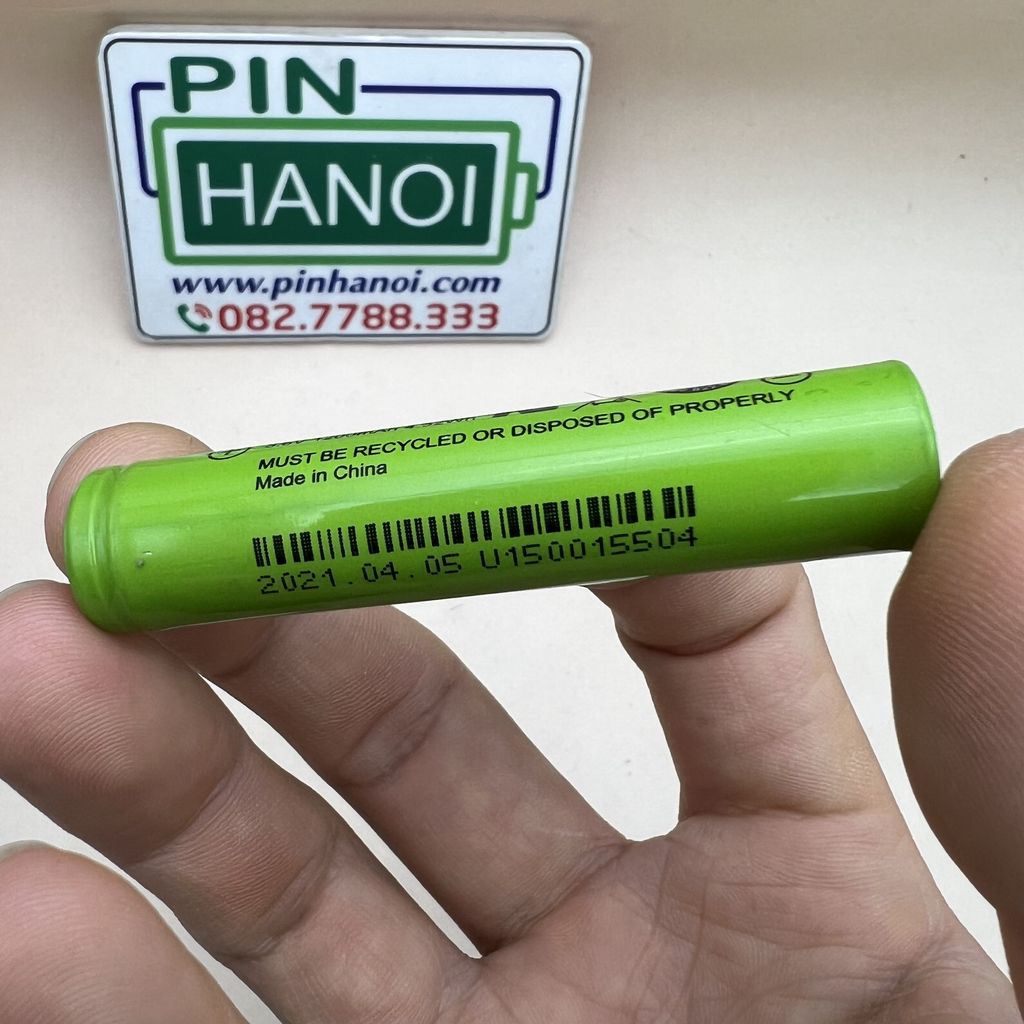 PIN
HANOI
www.pinhanoi.com
082.7788.333
MUST BE RECYCLED OR DISPOSED OF PROPERLY
Made in China
2021.04.05 U150015504